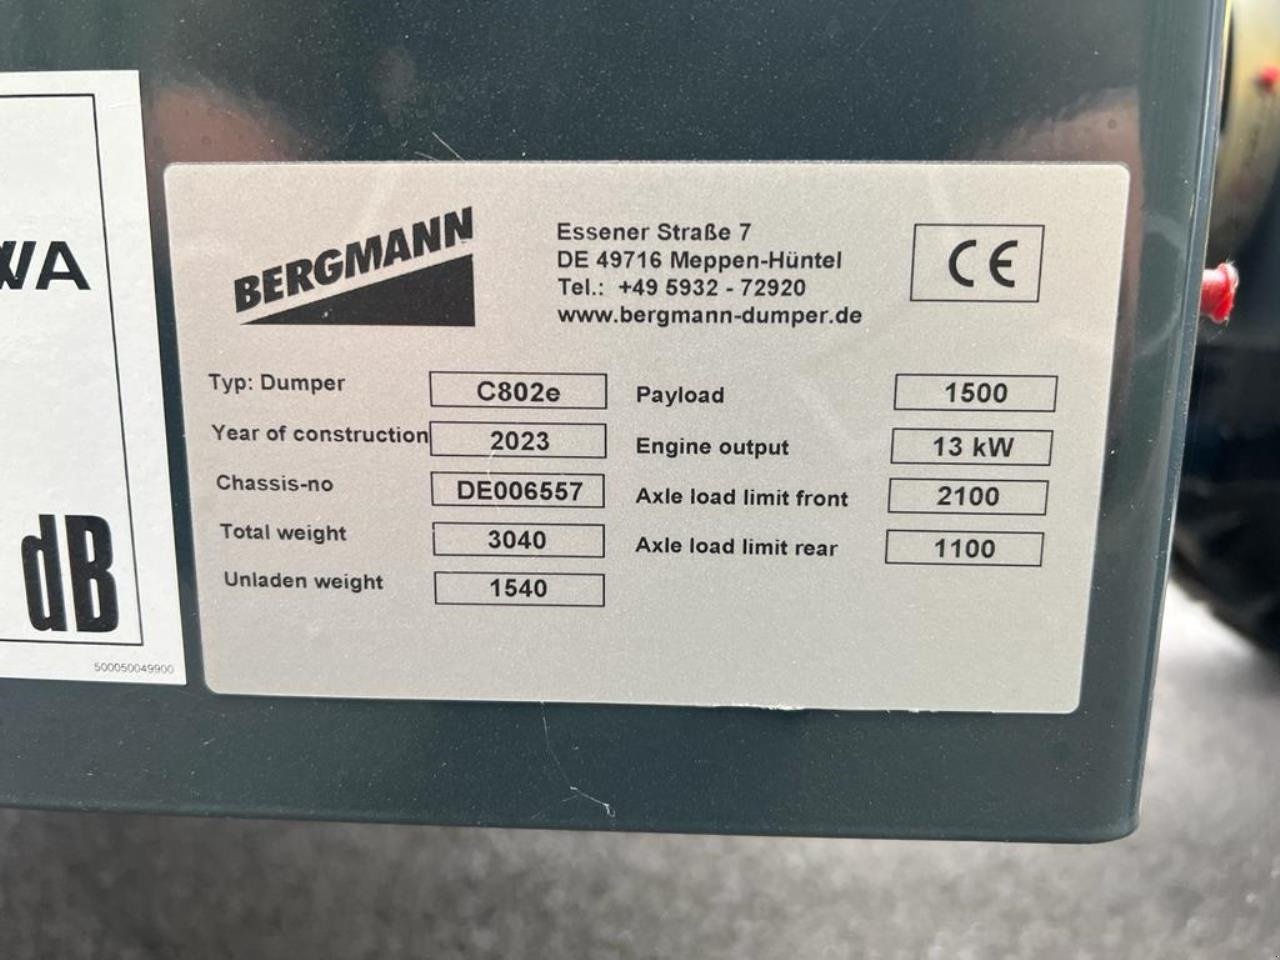 WA
dB
500050049900
BERGMANN
Essener Straße 7
DE 49716 Meppen-Hüntel
Tel.: +49 5932 - 72920
www.bergmann-dumper.de
CE
Typ: Dumper C802e
Year of construction 2023
Chassis-no DE006557
Total weight 3040
Unladen weight 1540
Payload 1500
Engine output 13 kW
Axle load limit front 2100
Axle load limit rear 1100